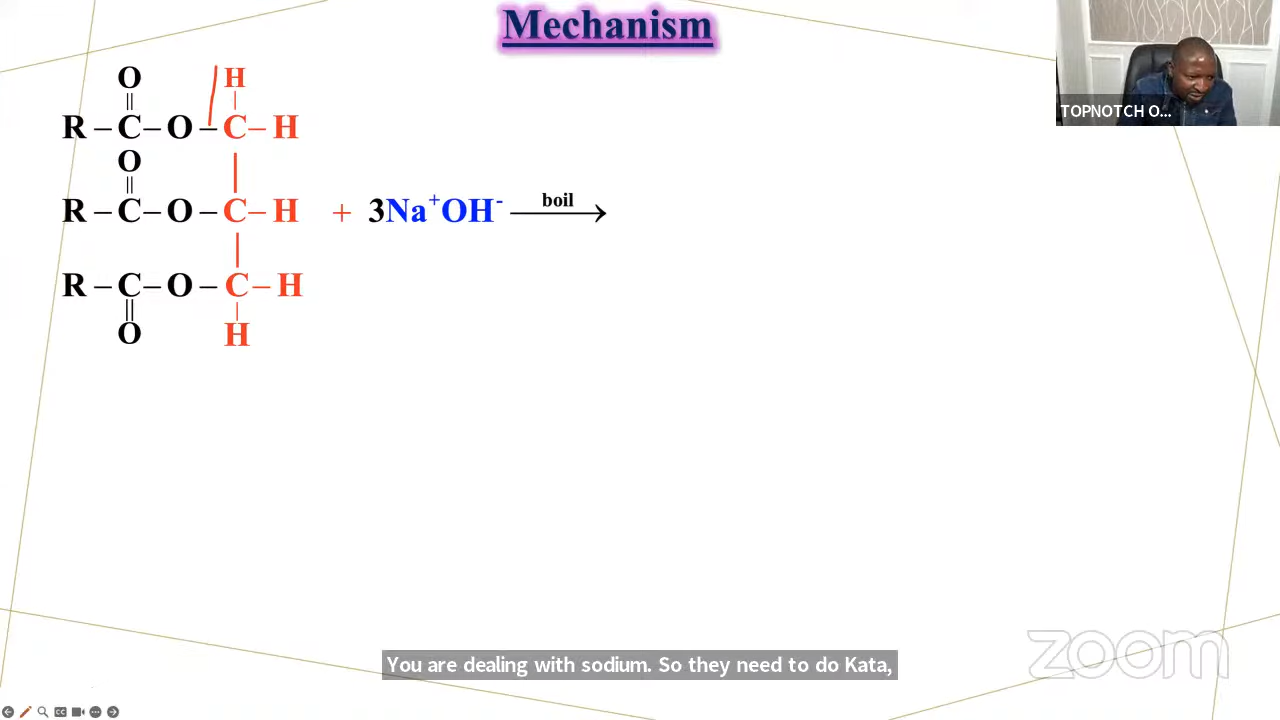 Mechanism
O H
||
R – C – O – C – H
O
||
R – C – O – C – H + 3Na⁺OH⁻ boil →
R – C – O – C – H
||
O H
TOPNOTCH O...
zoom
You are dealing with sodium. So they need to do Kata,